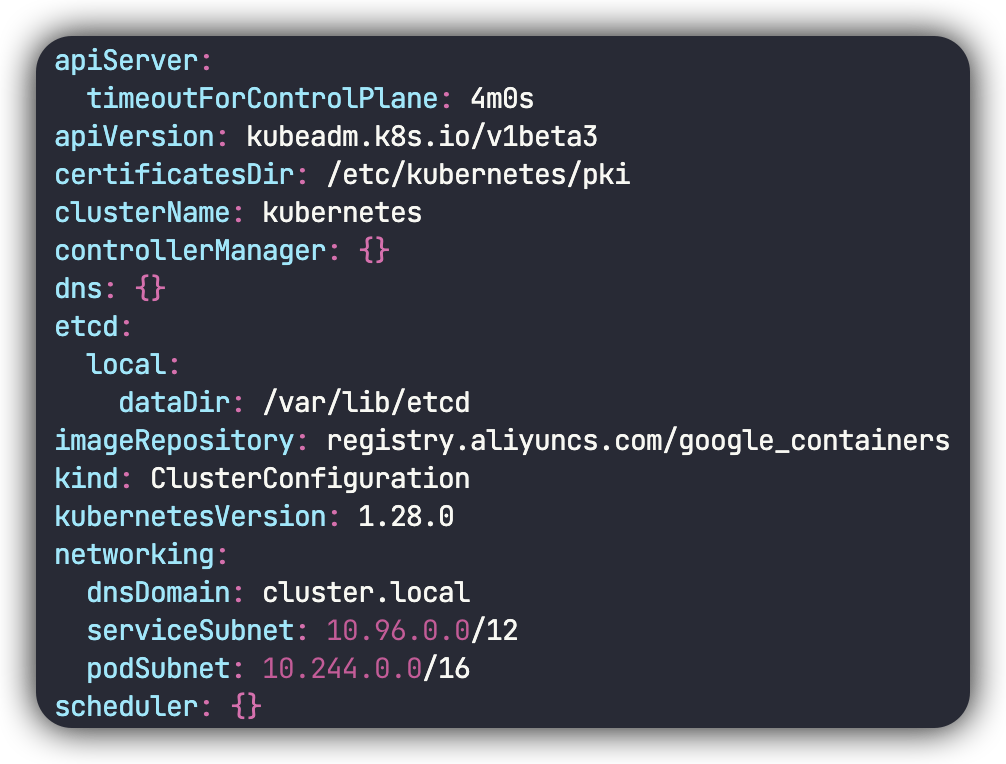 apiServer:
  timeoutForControlPlane: 4m0s
apiVersion: kubeadm.k8s.io/v1beta3
certificatesDir: /etc/kubernetes/pki
clusterName: kubernetes
controllerManager: {}
dns: {}
etcd:
  local:
    dataDir: /var/lib/etcd
imageRepository: registry.aliyuncs.com/google_containers
kind: ClusterConfiguration
kubernetesVersion: 1.28.0
networking:
  dnsDomain: cluster.local
  serviceSubnet: 10.96.0.0/12
  podSubnet: 10.244.0.0/16
scheduler: {}